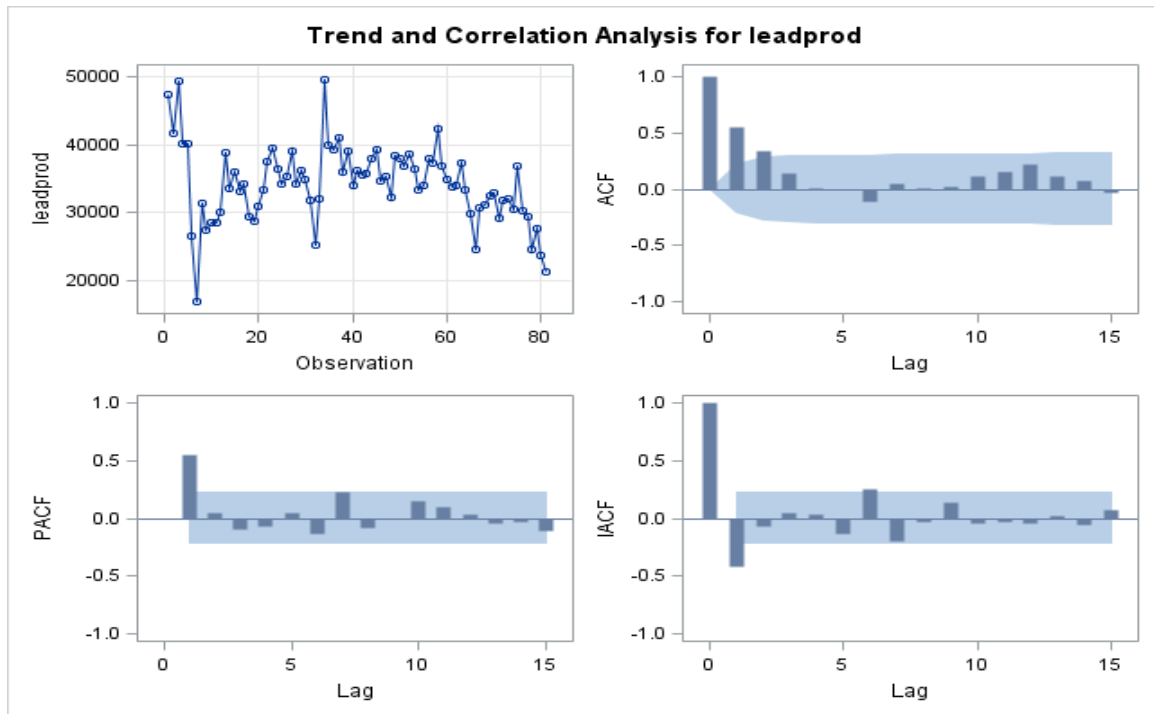 Trend and Correlation Analysis for leadprod
leadprod
50000
40000
30000
20000
0 20 40 60 80
Observation
ACF
1.0
0.5
0.0
-0.5
-1.0
0 5 10 15
Lag
PACF
1.0
0.5
0.0
-0.5
-1.0
0 5 10 15
Lag
IACF
1.0
0.5
0.0
-0.5
-1.0
0 5 10 15
Lag